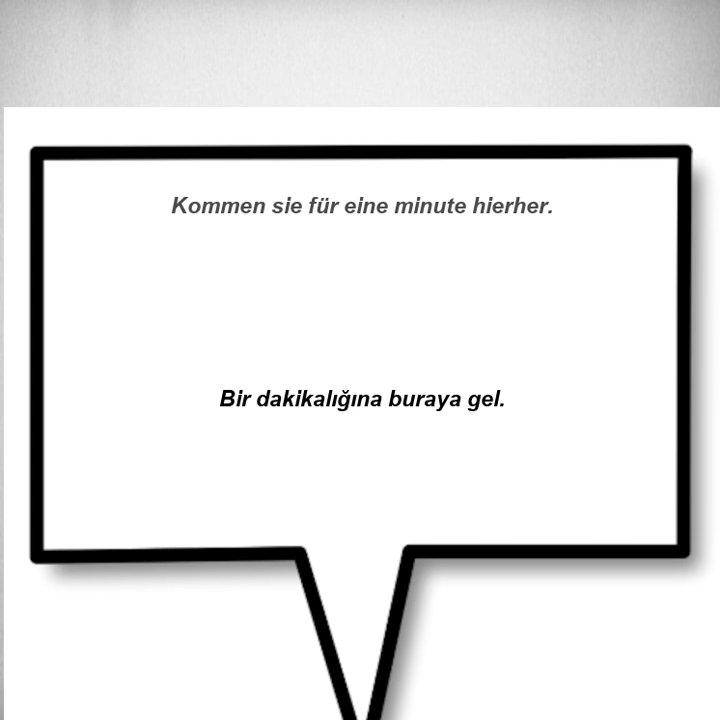 Kommen sie für eine minute hierher.
Bir dakikalığına buraya gel.